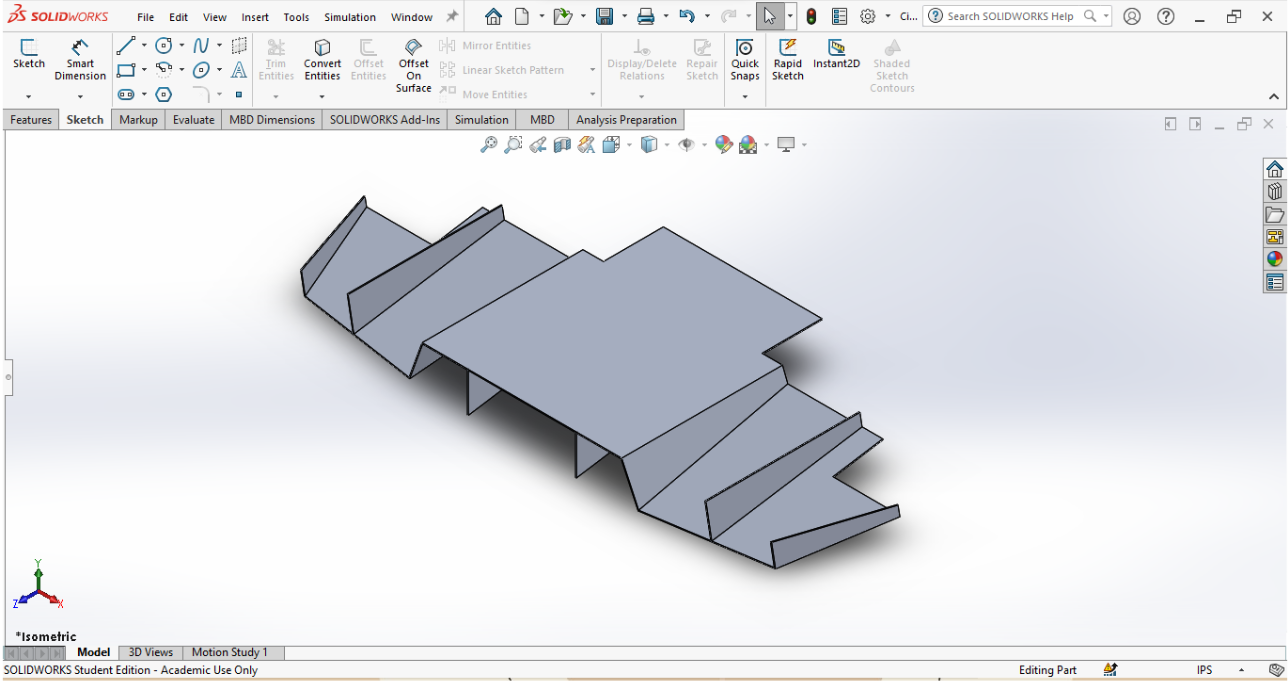 SOLIDWORKS File Edit View Insert Tools Simulation Window Ci... Search SOLIDWORKS Help
Sketch Smart Dimension Trim Entities Convert Entities Offset Entities Offset On Surface Mirror Entities Display/Delete Relations Repair Sketch Quick Snaps Rapid Sketch Instant2D Shaded Sketch Contours
Linear Sketch Pattern
Move Entities
Features Sketch Markup Evaluate MBD Dimensions SOLIDWORKS Add-Ins Simulation MBD Analysis Preparation
Y
Z X
*Isometric
Model 3D Views Motion Study 1
SOLIDWORKS Student Edition - Academic Use Only Editing Part IPS